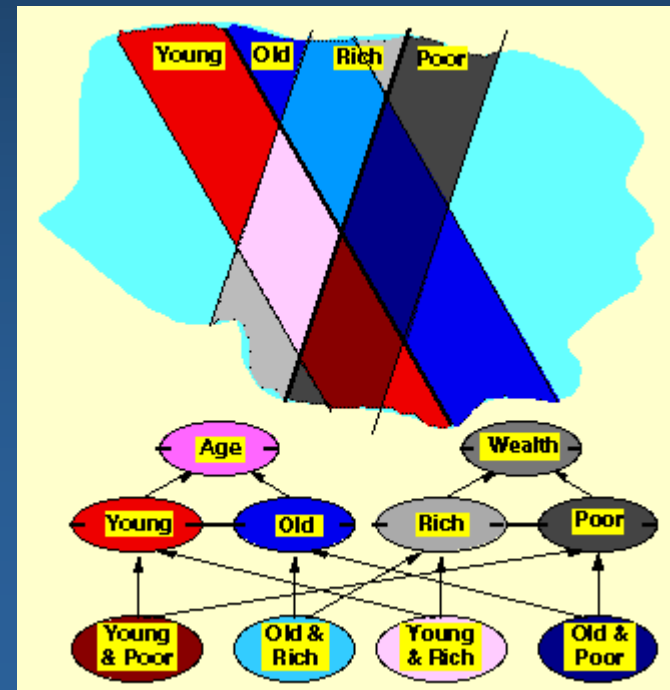 Young Old Rich Poor
Age Wealth
Young Old Rich Poor
Young & Poor
Old & Rich
Young & Rich
Old & Poor